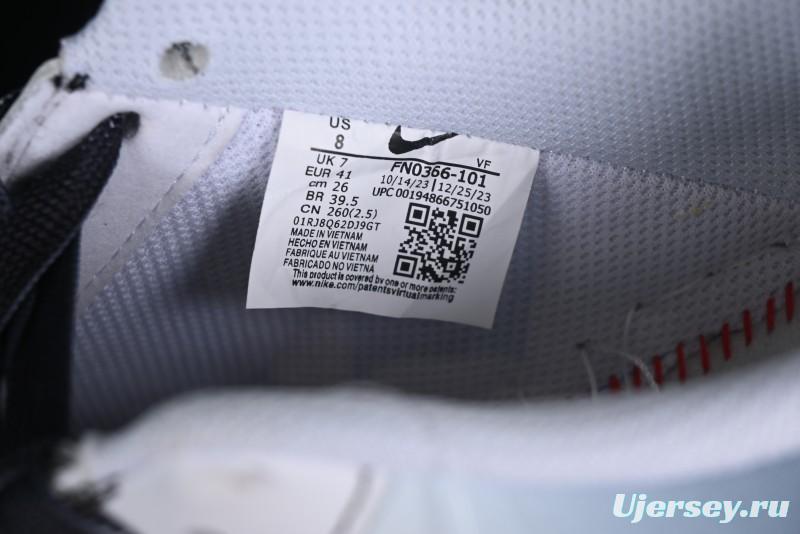 US
8
VF
UK 7
EUR 41
cm 26
BR 39.5
CN 260(2.5)
FN0366-101
10/14/23 | 12/25/23
UPC 00194866751050
01RJ8Q62DJ9GT
MADE IN VIETNAM
HECHO EN VIETNAM
FABRIQUE AU VIETNAM
FABRICADO NO VIETNA
This product is covered by one or more patents:
www.nike.com/patentsvirtualmarking
Ujersey.ru